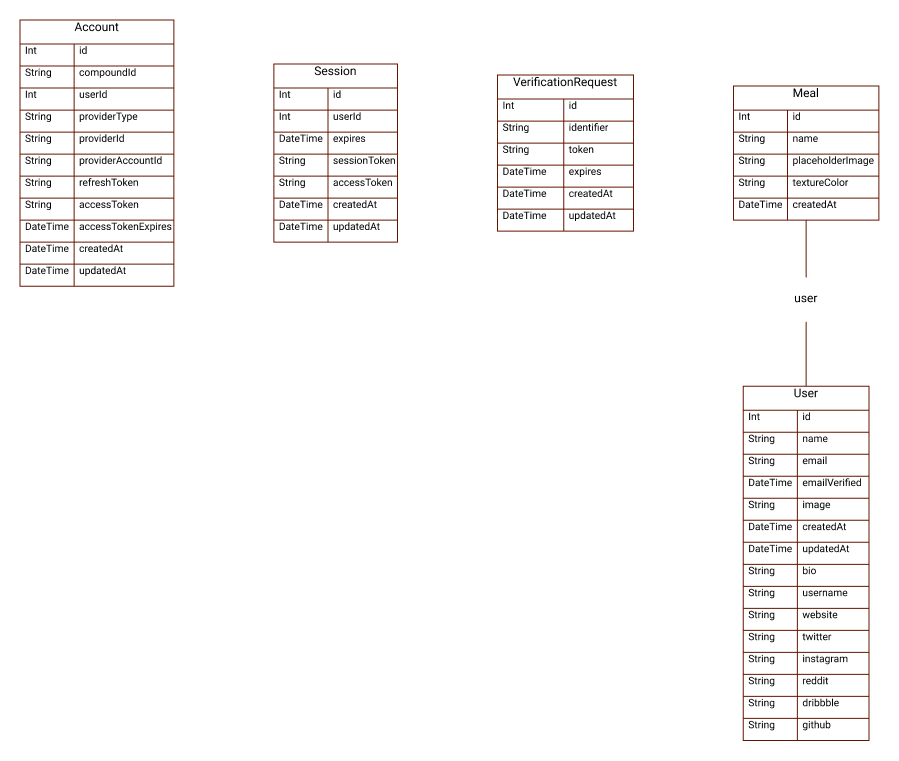 Account
Int id
String compoundId
Int userId
String providerType
String providerId
String providerAccountId
String refreshToken
String accessToken
DateTime accessTokenExpires
DateTime createdAt
DateTime updatedAt
Session
Int id
Int userId
DateTime expires
String sessionToken
String accessToken
DateTime createdAt
DateTime updatedAt
VerificationRequest
Int id
String identifier
String token
DateTime expires
DateTime createdAt
DateTime updatedAt
Meal
Int id
String name
String placeholderImage
String textureColor
DateTime createdAt
user
User
Int id
String name
String email
DateTime emailVerified
String image
DateTime createdAt
DateTime updatedAt
String bio
String username
String website
String twitter
String instagram
String reddit
String dribbble
String github